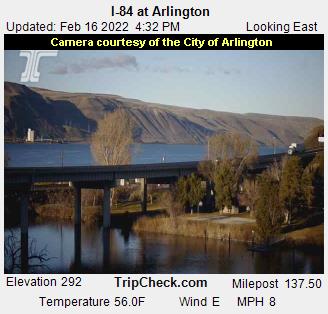 I-84 at Arlington
Updated: Feb 16 2022 4:32 PM Looking East
Camera courtesy of the City of Arlington
Elevation 292 TripCheck.com Milepost 137.50
Temperature 56.0F Wind E MPH 8